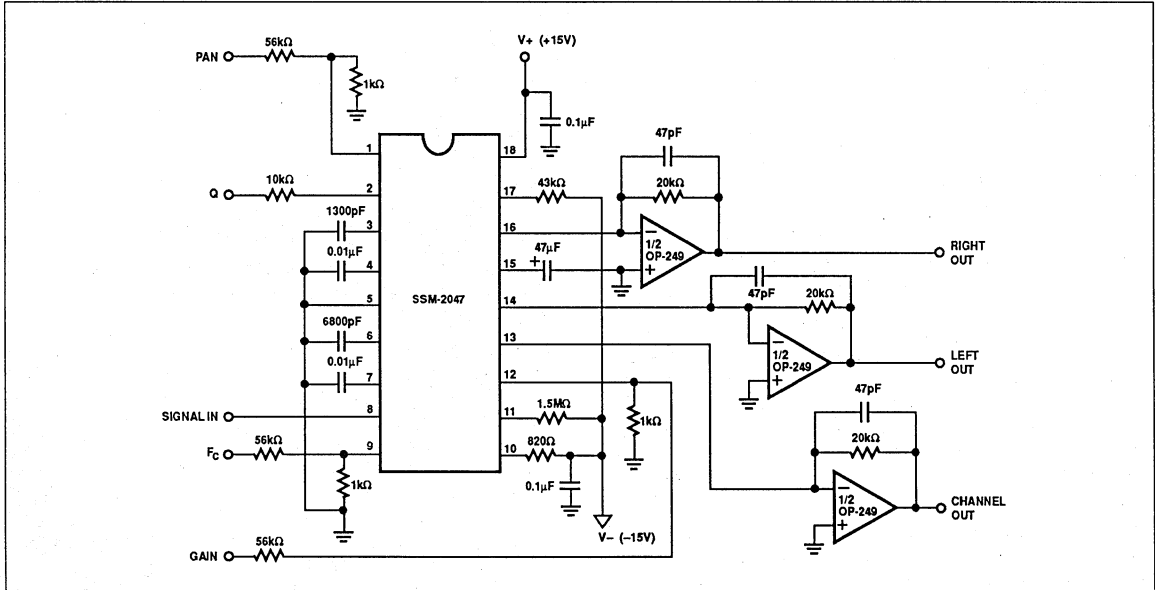 PAN
56kΩ
1kΩ
V+ (+15V)
0.1µF
Q
10kΩ
1300pF
0.01µF
6800pF
0.01µF
SIGNAL IN
FC
56kΩ
1kΩ
GAIN
56kΩ
1
2
3
4
5
6
7
8
9
SSM-2047
18
17
16
15
14
13
12
11
10
43kΩ
47µF
+
1.5MΩ
820Ω
0.1µF
1kΩ
V– (–15V)
47pF
20kΩ
–
1/2
OP-249
+
RIGHT
OUT
47pF
20kΩ
–
1/2
OP-249
+
LEFT
OUT
47pF
20kΩ
–
1/2
OP-249
+
CHANNEL
OUT